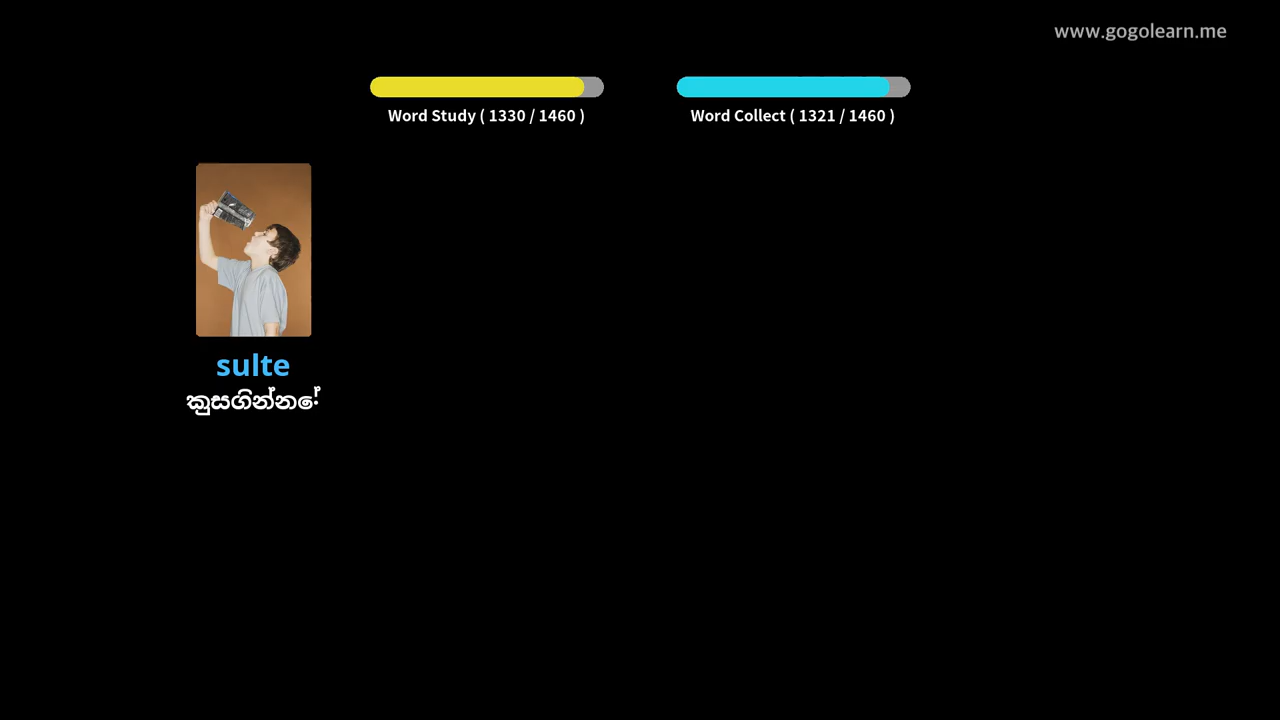 www.gogolearn.me
Word Study ( 1330 / 1460 )
Word Collect ( 1321 / 1460 )
sulte
කුසගින්නේ